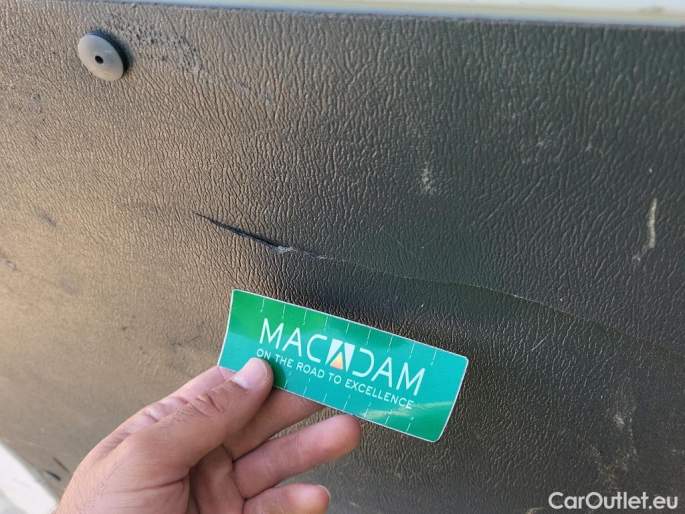 MACADAM
ON THE ROAD TO EXCELLENCE
CarOutlet.eu